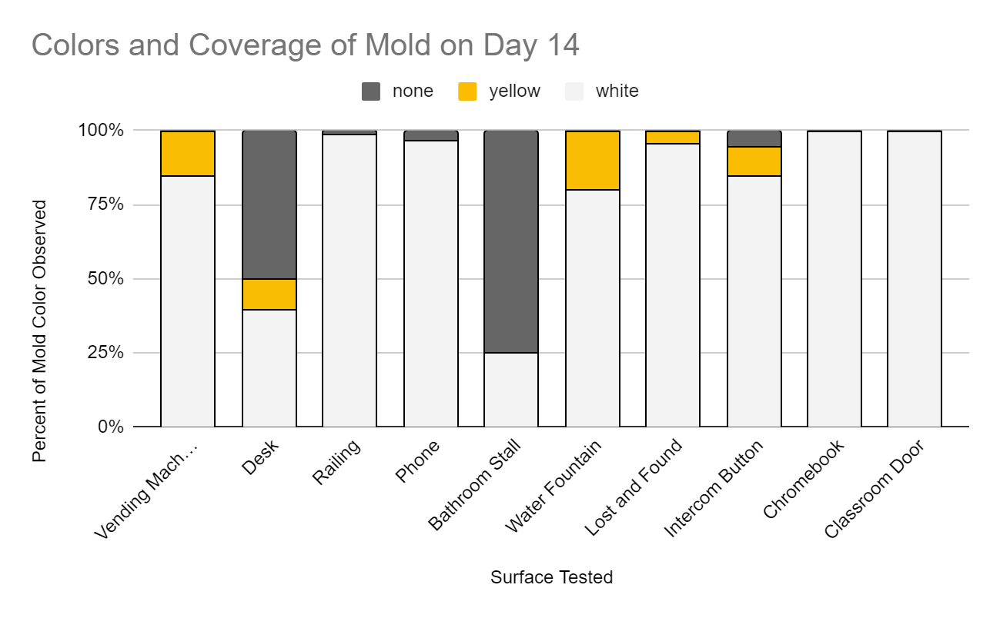 Colors and Coverage of Mold on Day 14
none yellow white
Percent of Mold Color Observed
100%
75%
50%
25%
0%
Vending Mach…
Desk
Railing
Phone
Bathroom Stall
Water Fountain
Lost and Found
Intercom Button
Chromebook
Classroom Door
Surface Tested